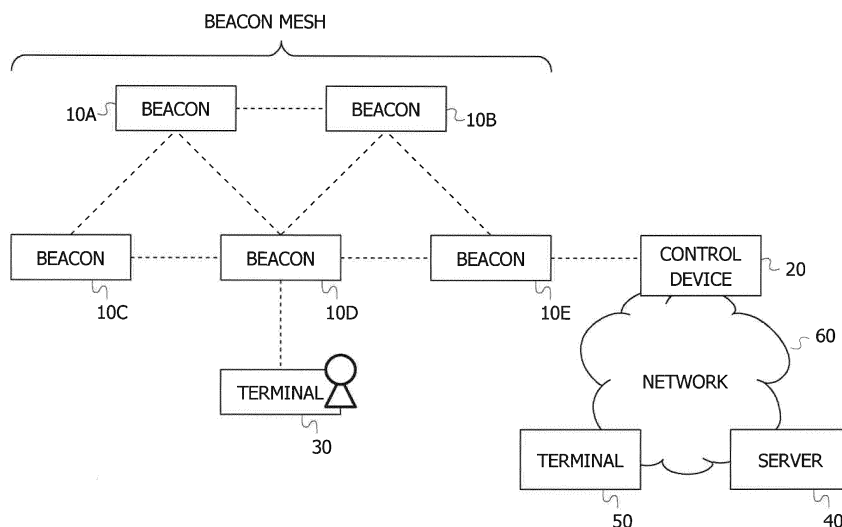 BEACON MESH
10A
BEACON
BEACON
10B
BEACON
BEACON
BEACON
CONTROL
DEVICE
20
10C
10D
10E
60
NETWORK
TERMINAL
30
TERMINAL
SERVER
50
40